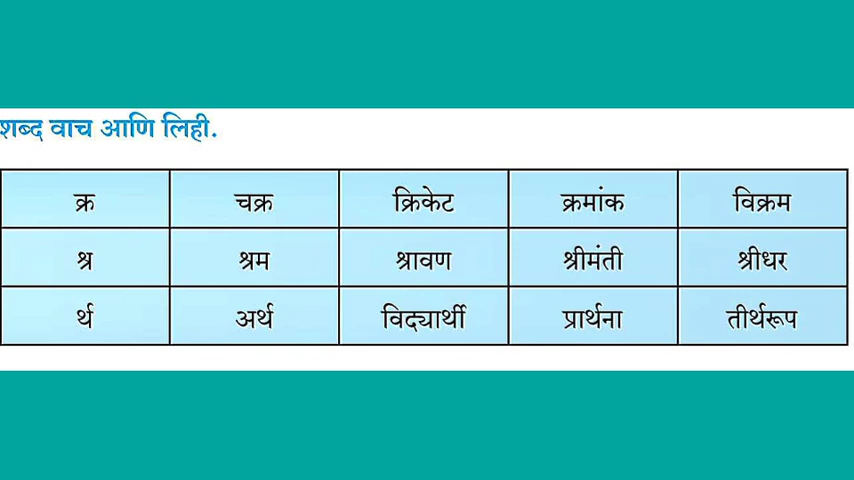 शब्द वाच आणि लिही.
क्र चक्र क्रिकेट क्रमांक विक्रम
श्र श्रम श्रावण श्रीमंती श्रीधर
र्थ अर्थ विद्यार्थी प्रार्थना तीर्थरूप